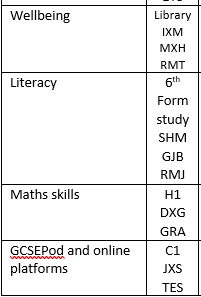 Wellbeing
Library
IXM
MXH
RMT
Literacy
6th
Form
study
SHM
GJB
RMJ
Maths skills
H1
DXG
GRA
GCSEPod and online
platforms
C1
JXS
TES